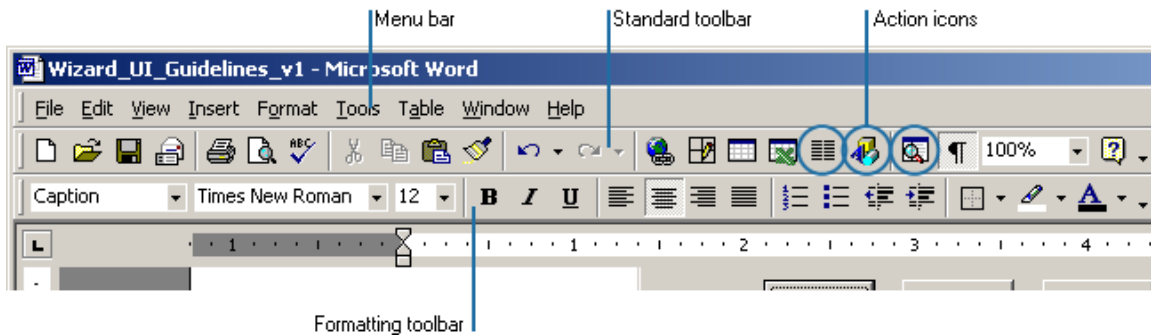 Menu bar Standard toolbar Action icons
Wizard_UI_Guidelines_v1 - Microsoft Word
File Edit View Insert Format Tools Table Window Help
ABC ¶ 100% ?
Caption Times New Roman 12 B I U A
L 1 1 2 3 4
Formatting toolbar